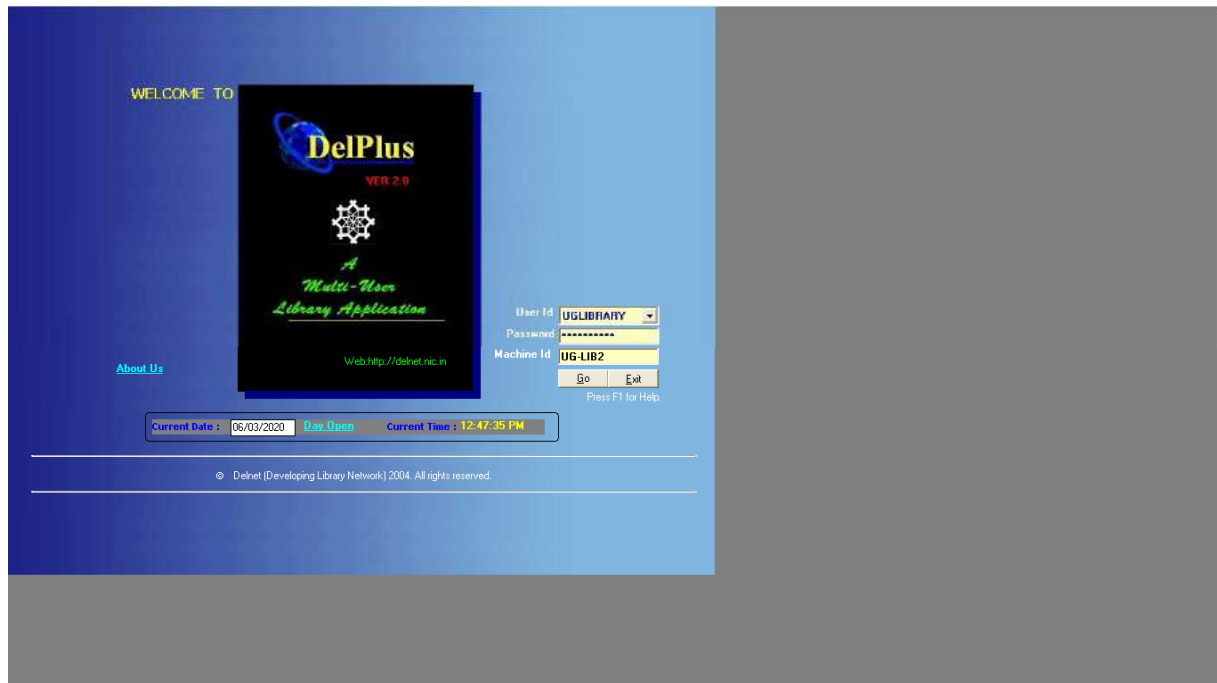 WELCOME TO
DelPlus
VER 2.0
A
Multi-User
Library Application
Web:http://delnet.nic.in
User Id UGLIBRARY
Password **********
Machine Id UG-LIB2
Go Exit
Press F1 for Help.
About Us
Current Date : 06/03/2020 Day Open Current Time : 12:47:35 PM
© Delnet (Developing Library Network) 2004. All rights reserved.